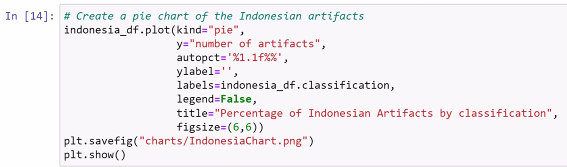 In [14]: # Create a pie chart of the Indonesian artifacts
indonesia_df.plot(kind="pie",
y="number of artifacts",
autopct='%1.1f%%',
ylabel='',
labels=indonesia_df.classification,
legend=False,
title="Percentage of Indonesian Artifacts by classification",
figsize=(6,6))
plt.savefig("charts/IndonesiaChart.png")
plt.show()